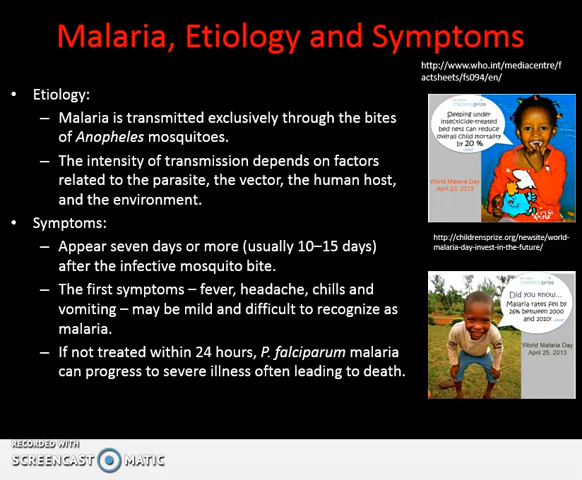 Malaria, Etiology and Symptoms
http://www.who.int/mediacentre/f
actsheets/fs094/en/
• Etiology:
– Malaria is transmitted exclusively through the bites
of Anopheles mosquitoes.
– The intensity of transmission depends on factors
related to the parasite, the vector, the human host,
and the environment.
• Symptoms:
– Appear seven days or more (usually 10–15 days)
after the infective mosquito bite.
– The first symptoms – fever, headache, chills and
vomiting – may be mild and difficult to recognize as
malaria.
– If not treated within 24 hours, P. falciparum malaria
can progress to severe illness often leading to death.
children'sprize
Sleeping under
insecticide-treated
bed nets can reduce
overall child mortality
by 20 %
World Malaria Day
April 25, 2013
http://childrensprize.org/newsite/world-
malaria-day-invest-in-the-future/
children'sprize
Did you know...
Malaria rates fell by
26% between 2000
and 2010!
World Malaria Day
April 25, 2013
RECORDED WITH
SCREENCAST MATIC